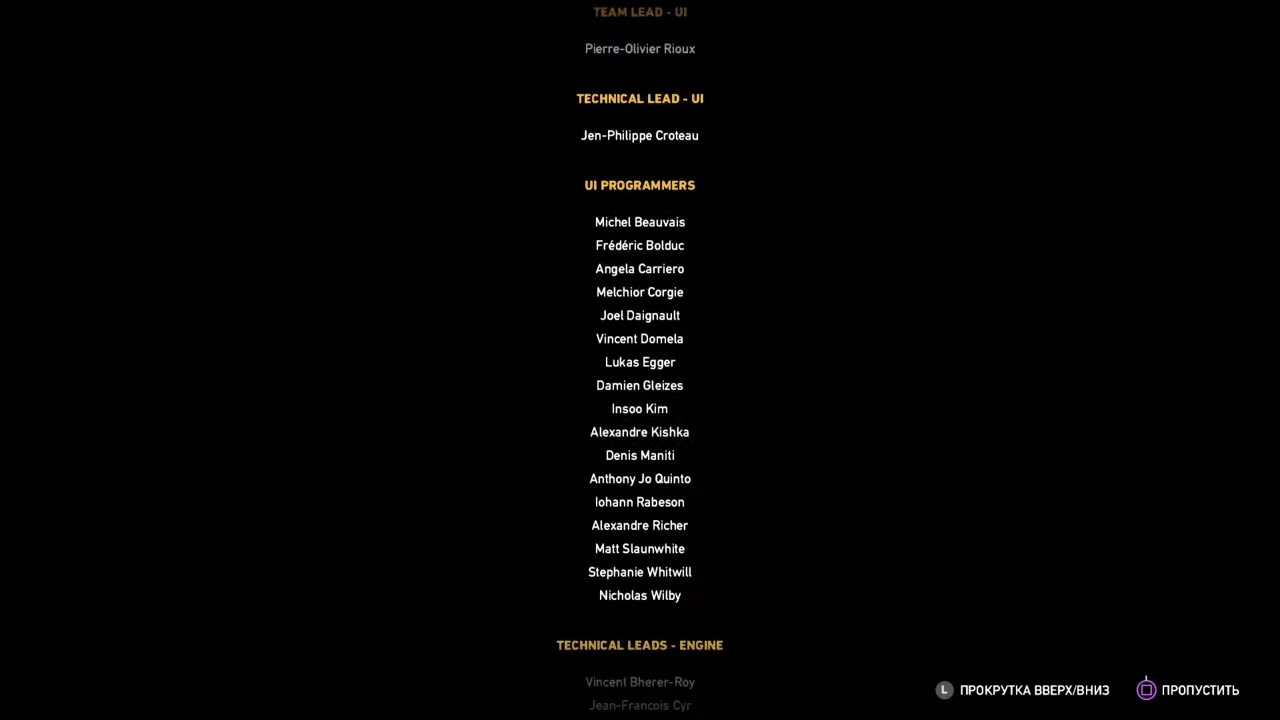 TEAM LEAD - UI
Pierre-Olivier Rioux
TECHNICAL LEAD - UI
Jen-Philippe Croteau
UI PROGRAMMERS
Michel Beauvais
Frédéric Bolduc
Angela Carriero
Melchior Corgie
Joel Daignault
Vincent Domela
Lukas Egger
Damien Gleizes
Insoo Kim
Alexandre Kishka
Denis Maniti
Anthony Jo Quinto
Iohann Rabeson
Alexandre Richer
Matt Slaunwhite
Stephanie Whitwill
Nicholas Wilby
TECHNICAL LEADS - ENGINE
Vincent Bherer-Roy
Jean-Francois Cyr
L ПРОКРУТКА ВВЕРХ/ВНИЗ ПРОПУСТИТЬ